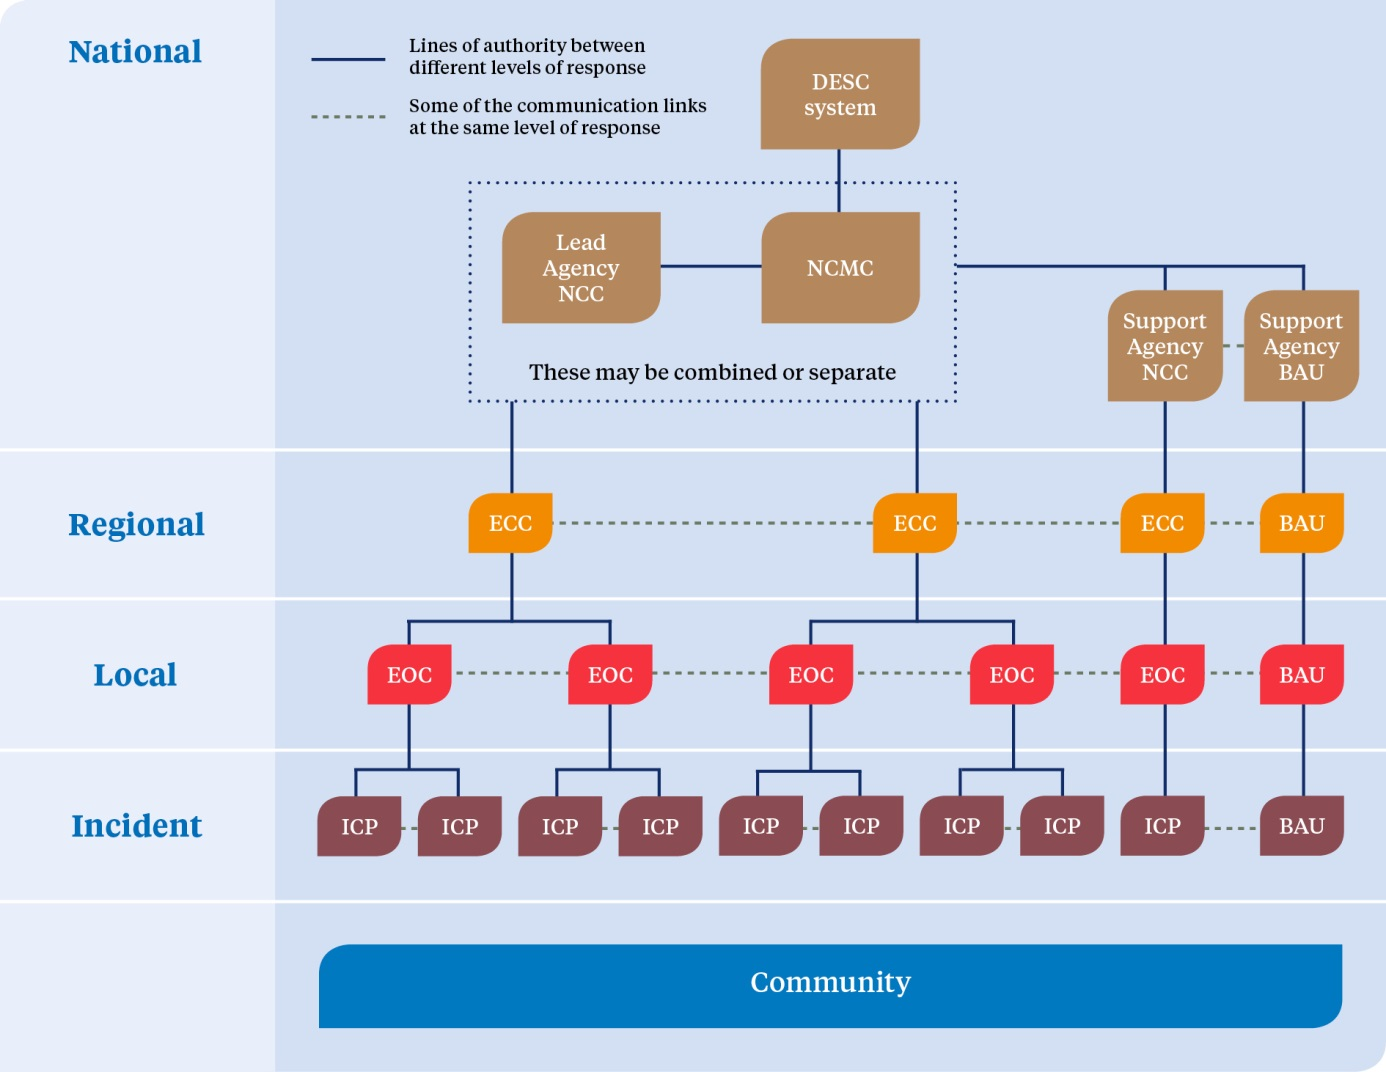 National
Lines of authority between
different levels of response
Some of the communication links
at the same level of response
DESC
system
Lead
Agency
NCC
NCMC
These may be combined or separate
Support
Agency
NCC
Support
Agency
BAU
Regional
ECC
ECC
ECC
BAU
Local
EOC
EOC
EOC
EOC
EOC
BAU
Incident
ICP
ICP
ICP
ICP
ICP
ICP
ICP
ICP
ICP
BAU
Community